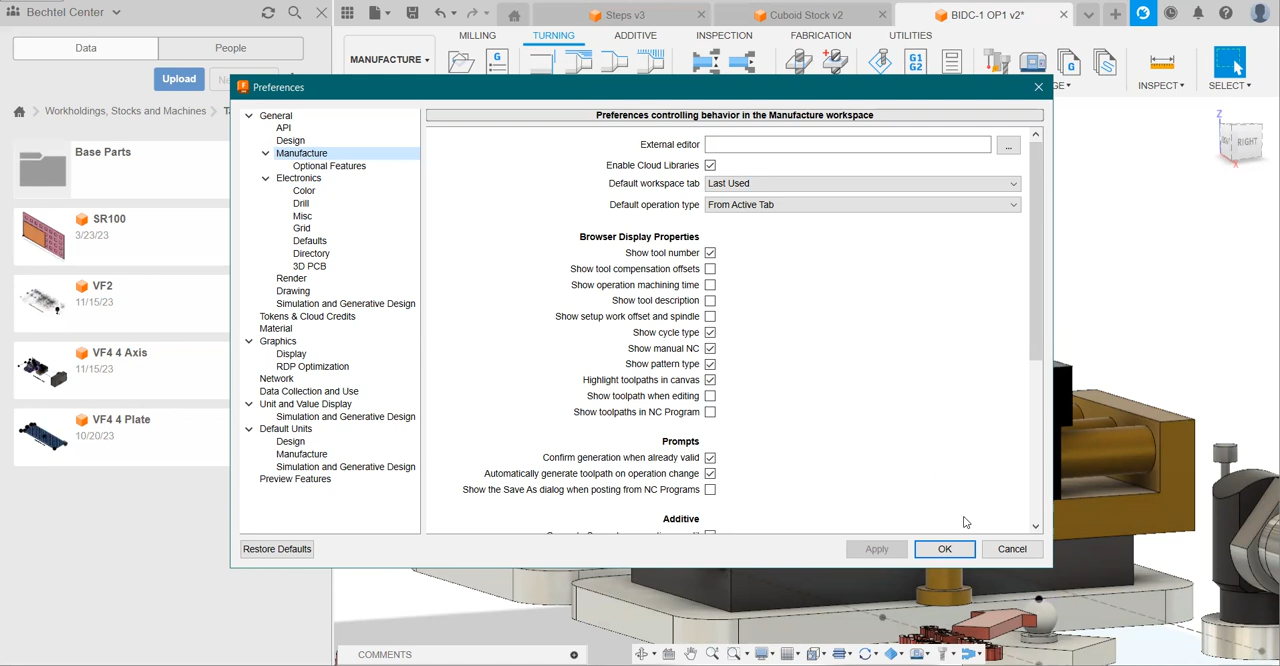 Bechtel Center
Steps v3
Cuboid Stock v2
BIDC-1 OP1 v2*
Data
People
Upload
MILLING
TURNING
ADDITIVE
INSPECTION
FABRICATION
UTILITIES
MANUFACTURE
G
G1
G2
G
INSPECT
SELECT
Workholdings, Stocks and Machines
Base Parts
SR100
3/23/23
VF2
11/15/23
VF4 4 Axis
11/15/23
VF4 4 Plate
10/20/23
Preferences
General
API
Design
Manufacture
Optional Features
Electronics
Color
Drill
Misc
Grid
Defaults
Directory
3D PCB
Render
Drawing
Simulation and Generative Design
Tokens & Cloud Credits
Material
Graphics
Display
RDP Optimization
Network
Data Collection and Use
Unit and Value Display
Simulation and Generative Design
Default Units
Design
Manufacture
Simulation and Generative Design
Preview Features
Preferences controlling behavior in the Manufacture workspace
External editor
...
Enable Cloud Libraries
Default workspace tab Last Used
Default operation type From Active Tab
Browser Display Properties
Show tool number
Show tool compensation offsets
Show operation machining time
Show tool description
Show setup work offset and spindle
Show cycle type
Show manual NC
Show pattern type
Highlight toolpaths in canvas
Show toolpath when editing
Show toolpaths in NC Program
Prompts
Confirm generation when already valid
Automatically generate toolpath on operation change
Show the Save As dialog when posting from NC Programs
Additive
Restore Defaults
Apply
OK
Cancel
Z
RIGHT
X
COMMENTS